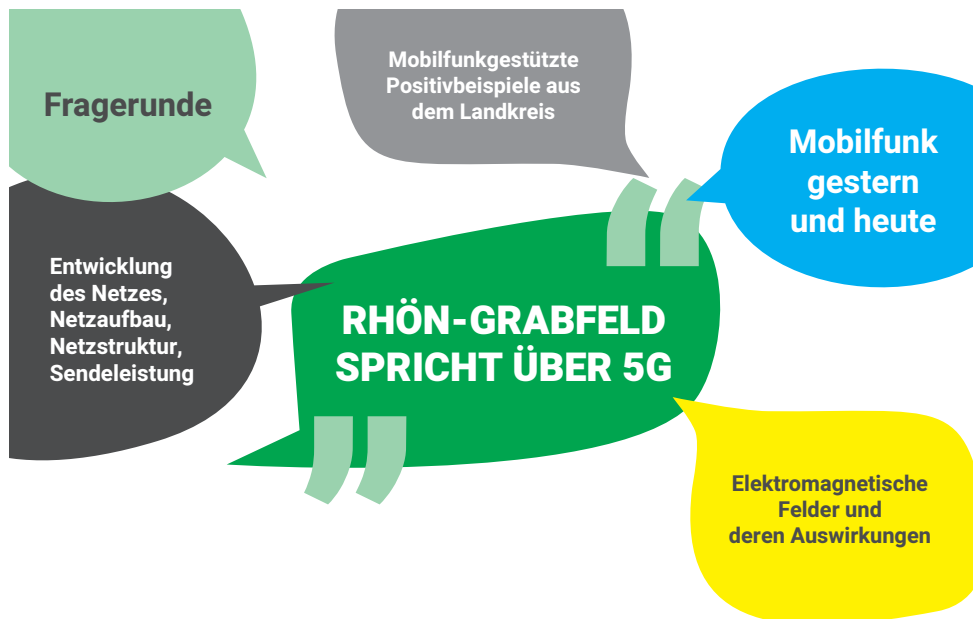 Fragerunde
Mobilfunkgestützte
Positivbeispiele aus
dem Landkreis
Mobilfunk
gestern
und heute
Entwicklung
des Netzes,
Netzaufbau,
Netzstruktur,
Sendeleistung
RHÖN-GRABFELD
SPRICHT ÜBER 5G
Elektromagnetische
Felder und
deren Auswirkungen